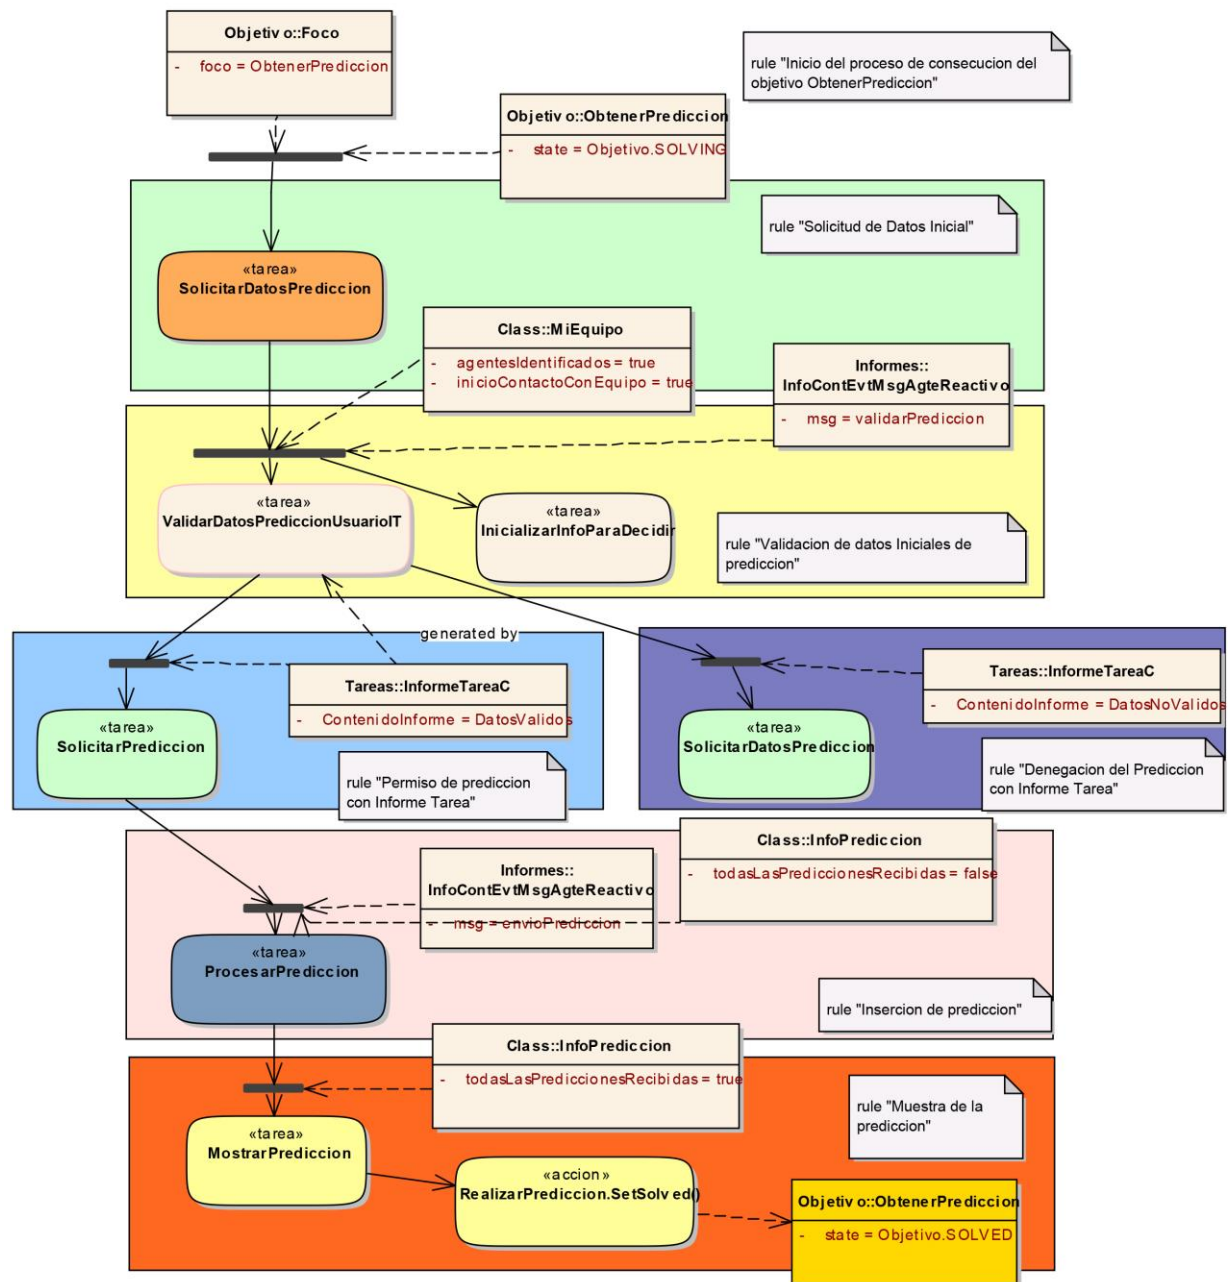 Objetivo::Foco
- foco = ObtenerPrediccion
rule "Inicio del proceso de consecucion del
objetivo ObtenerPrediccion"
Objetivo::ObtenerPrediccion
- state = Objetivo.SOLVING
rule "Solicitud de Datos Inicial"
«tarea»
SolicitarDatosPrediccion
Class::MiEquipo
- agentesIdentificados = true
- inicioContactoConEquipo = true
Informes::
InfoContEvtMsgAgteReactivo
- msg = validarPrediccion
«tarea»
ValidarDatosPrediccionUsuarioIT
«tarea»
InicializarInfoParaDecidir
rule "Validacion de datos Iniciales de
prediccion"
generated by
Tareas::InformeTareaC
- ContenidoInforme = DatosValidos
«tarea»
SolicitarPrediccion
rule "Permiso de prediccion
con Informe Tarea"
Tareas::InformeTareaC
- ContenidoInforme = DatosNoValidos
«tarea»
SolicitarDatosPrediccion
rule "Denegacion del Prediccion
con Informe Tarea"
Class::InfoPrediccion
- todasLasPrediccionesRecibidas = false
Informes::
InfoContEvtMsgAgteReactivo
- msg = envioPrediccion
«tarea»
ProcesarPrediccion
rule "Insercion de prediccion"
Class::InfoPrediccion
- todasLasPrediccionesRecibidas = true
rule "Muestra de la
prediccion"
«tarea»
MostrarPrediccion
«accion»
RealizarPrediccion.SetSolved()
Objetivo::ObtenerPrediccion
- state = Objetivo.SOLVED